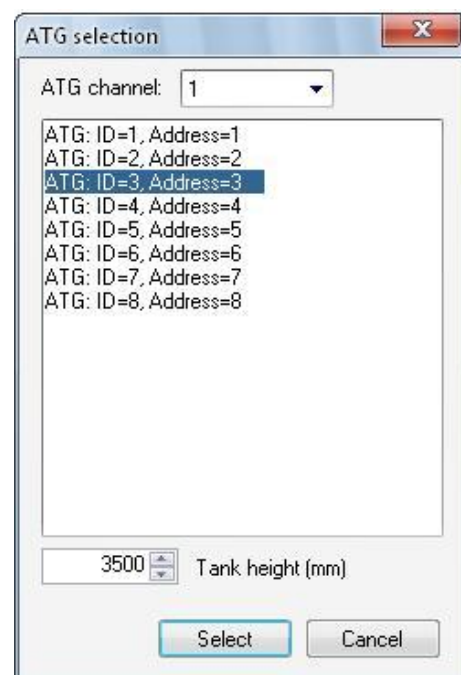 ATG selection
ATG channel: 1
ATG: ID=1, Address=1
ATG: ID=2, Address=2
ATG: ID=3, Address=3
ATG: ID=4, Address=4
ATG: ID=5, Address=5
ATG: ID=6, Address=6
ATG: ID=7, Address=7
ATG: ID=8, Address=8
3500 Tank height (mm)
Select Cancel